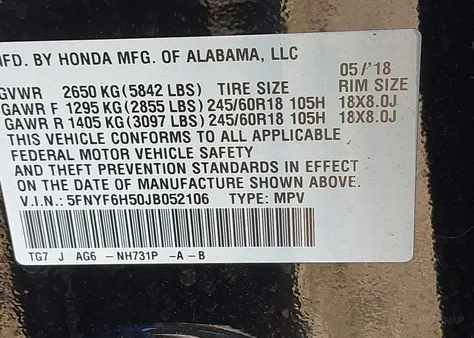 MFD. BY HONDA MFG. OF ALABAMA, LLC
05/'18
GVWR 2650 KG(5842 LBS) TIRE SIZE RIM SIZE
GAWR F 1295 KG(2855 LBS)245/60R18 105H 18X8.0J
GAWR R 1405 KG(3097 LBS)245/60R18 105H 18X8.0J
THIS VEHICLE CONFORMS TO ALL APPLICABLE
FEDERAL MOTOR VEHICLE SAFETY
AND THEFT PREVENTION STANDARDS IN EFFECT
ON THE DATE OF MANUFACTURE SHOWN ABOVE.
V.I.N.: 5FNYF6H50JB052106 TYPE: MPV
TG7 J AG6 -NH731P -A-B